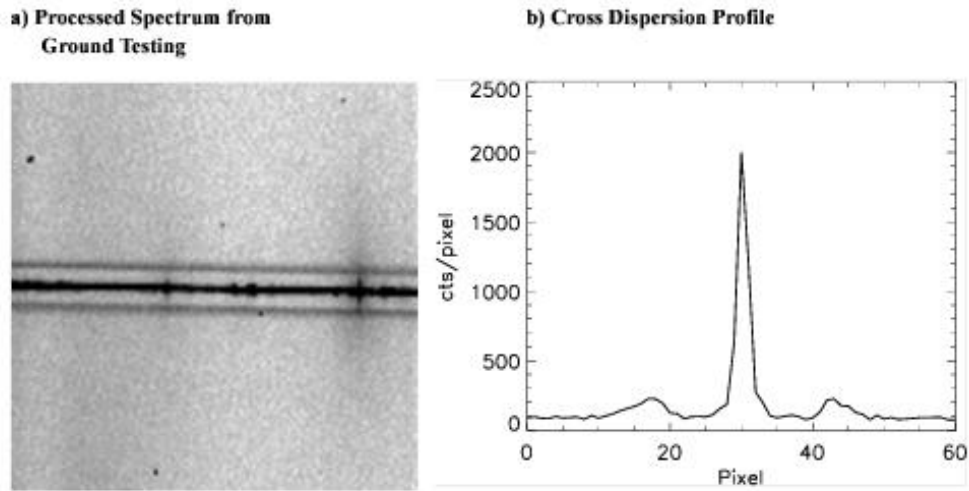 a) Processed Spectrum from
Ground Testing
b) Cross Dispersion Profile
2500
2000
1500
1000
500
0
cts/pixel
0 20 40 60
Pixel